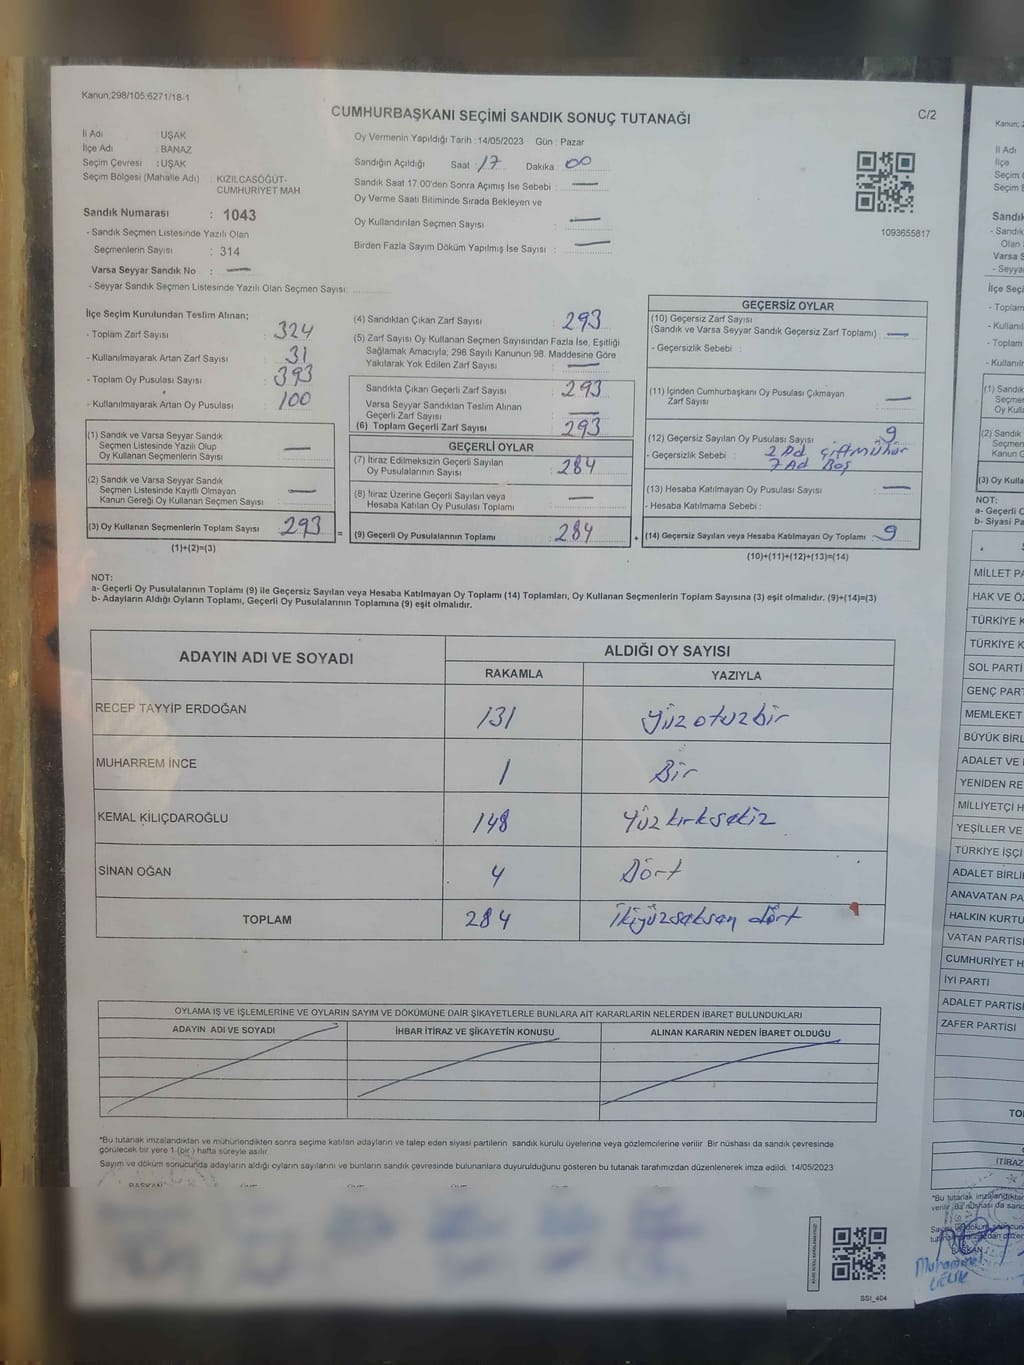 Kanun;298/105;6271/18-1
CUMHURBAŞKANI SEÇİMİ SANDIK SONUÇ TUTANAĞI
C/2
İl Adı : UŞAK
İlçe Adı : BANAZ
Seçim Çevresi : UŞAK
Seçim Bölgesi (Mahalle Adı) : KIZILCASÖĞÜT-
CUMHURİYET MAH.
Sandık Numarası : 1043
- Sandık Seçmen Listesinde Yazılı Olan
Seçmenlerin Sayısı : 314
Varsa Seyyar Sandık No : —
- Seyyar Sandık Seçmen Listesinde Yazılı Olan Seçmen Sayısı:
Oy Vermenin Yapıldığı Tarih : 14/05/2023 Gün : Pazar
Sandığın Açıldığı Saat : 17 Dakika : 00
Sandık Saat 17:00'den Sonra Açımış İse Sebebi : —
Oy Verme Saati Bitiminde Sırada Bekleyen ve
Oy Kullandırılan Seçmen Sayısı : —
Birden Fazla Sayım Döküm Yapılmış İse Sayısı : —
1093655817
İlçe Seçim Kurulundan Teslim Alınan;
- Toplam Zarf Sayısı : 324
- Kullanılmayarak Artan Zarf Sayısı : 31
- Toplam Oy Pusulası Sayısı : 393
- Kullanılmayarak Artan Oy Pusulası : 100
(1) Sandık ve Varsa Seyyar Sandık
Seçmen Listesinde Yazılı Olup
Oy Kullanan Seçmenlerin Sayısı : —
(2) Sandık ve Varsa Seyyar Sandık
Seçmen Listesinde Kayıtlı Olmayan
Kanun Gereği Oy Kullanan Seçmen Sayısı : —
(3) Oy Kullanan Seçmenlerin Toplam Sayısı : 293 =
(1)+(2)=(3)
(4) Sandıktan Çıkan Zarf Sayısı : 293
(5) Zarf Sayısı Oy Kullanan Seçmen Sayısından Fazla İse, Eşitliği
Sağlamak Amacıyla; 298 Sayılı Kanunun 98. Maddesine Göre
Yakılarak Yok Edilen Zarf Sayısı : —
Sandıkta Çıkan Geçerli Zarf Sayısı : 293
Varsa Seyyar Sandıktan Teslim Alınan
Geçerli Zarf Sayısı : —
(6) Toplam Geçerli Zarf Sayısı : 293
GEÇERLİ OYLAR
(7) İtiraz Edilmeksizin Geçerli Sayılan
Oy Pusulalarının Sayısı : 284
(8) İtiraz Üzerine Geçerli Sayılan veya
Hesaba Katılan Oy Pusulası Toplamı : —
(9) Geçerli Oy Pusulalarının Toplamı : 284 +
GEÇERSİZ OYLAR
(10) Geçersiz Zarf Sayısı
(Sandık ve Varsa Seyyar Sandık Geçersiz Zarf Toplamı) : —
- Geçersizlik Sebebi :
(11) İçinden Cumhurbaşkanı Oy Pusulası Çıkmayan
Zarf Sayısı : —
(12) Geçersiz Sayılan Oy Pusulası Sayısı : 9
- Geçersizlik Sebebi : 2 Ad çift mühür
7 Ad Boş
(13) Hesaba Katılmayan Oy Pusulası Sayısı : —
- Hesaba Katılmama Sebebi :
(14) Geçersiz Sayılan veya Hesaba Katılmayan Oy Toplamı : 9
(10)+(11)+(12)+(13)=(14)
NOT:
a- Geçerli Oy Pusulalarının Toplamı (9) ile Geçersiz Sayılan veya Hesaba Katılmayan Oy Toplamı (14) Toplamları, Oy Kullanan Seçmenlerin Toplam Sayısına (3) eşit olmalıdır. (9)+(14)=(3)
b- Adayların Aldığı Oyların Toplamı, Geçerli Oy Pusulalarının Toplamına (9) eşit olmalıdır.
ADAYIN ADI VE SOYADI ALDIĞI OY SAYISI
RAKAMLA YAZIYLA
RECEP TAYYİP ERDOĞAN 131 Yüzotuzbir
MUHARREM İNCE 1 Bir
KEMAL KILIÇDAROĞLU 148 Yüzkırksekiz
SİNAN OĞAN 4 Dört
TOPLAM 284 İkiyüzseksen dört
OYLAMA İŞ VE İŞLEMLERİNE VE OYLARIN SAYIM VE DÖKÜMÜNE DAİR ŞİKAYETLERLE BUNLARA AİT KARARLARIN NELERDEN İBARET BULUNDUKLARI
ADAYIN ADI VE SOYADI İHBAR İTİRAZ VE ŞİKAYETİN KONUSU ALINAN KARARIN NEDEN İBARET OLDUĞU
*Bu tutanak imzalandıktan ve mühürlendikten sonra seçime katılan adayların ve talep eden siyasi partilerin sandık kurulu üyelerine veya gözlemcilerine verilir. Bir nüshası da sandık çevresinde
görülecek bir yere 1 (bir) hafta süreyle asılır.
Sayım ve döküm sonucunda adayların aldığı oyların sayılarını ve bunların sandık çevresinde bulunanlara duyurulduğunu gösteren bu tutanak tarafımızdan düzenlenerek imza edildi. 14/05/2023
BAŞKAN
SSI_404
Kanun;
İl Adı
İlçe
Seçim
Sandık
- Sandık
Olan
Varsa S
- Seyya
İlçe Seçi
- Toplam
- Kullanıl
- Toplam
- Kullanıl
(1) Sandık
Seçmen
Oy Kull
(2) Sandık
Seçmen
Kanun G
(3) Oy Kulla
NOT:
a- Geçerli O
b- Siyasi Pa
MİLLET PA
HAK VE ÖZ
TÜRKİYE K
TÜRKİYE K
SOL PARTİ
GENÇ PART
MEMLEKET
BÜYÜK BİRL
ADALET VE
YENİDEN RE
MİLLİYETÇİ H
YEŞİLLER VE
TÜRKİYE İŞÇİ
ADALET BİRLİ
ANAVATAN PA
HALKIN KURTU
VATAN PARTİSİ
CUMHURİYET H
İYİ PARTİ
ADALET PARTİSİ
ZAFER PARTİSİ
TO
İTİRAZ
*Bu tutanak imzalandıktan
BAŞKAN
Muhammet
ÇELİK